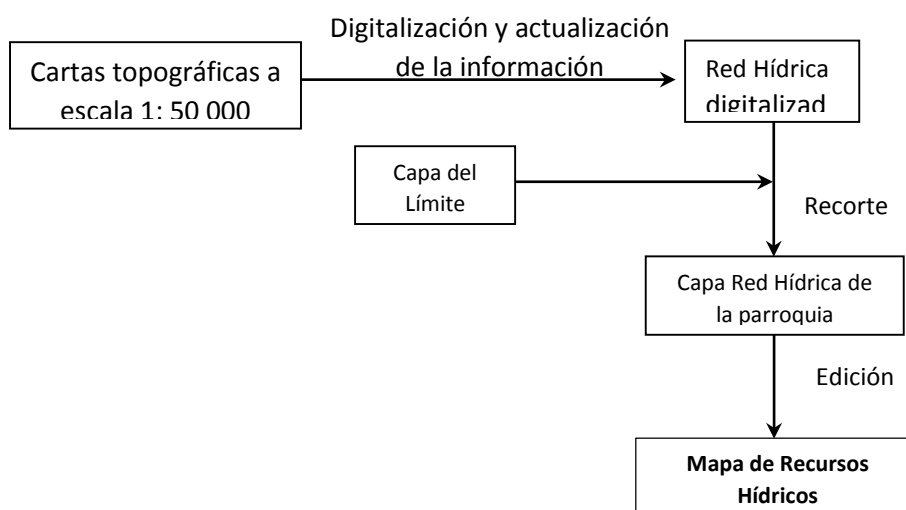 Digitalización y actualización
de la información
Cartas topográficas a
escala 1: 50 000
Red Hídrica
digitalizad
Capa del
Límite
Recorte
Capa Red Hídrica de
la parroquia
Edición
Mapa de Recursos
Hídricos